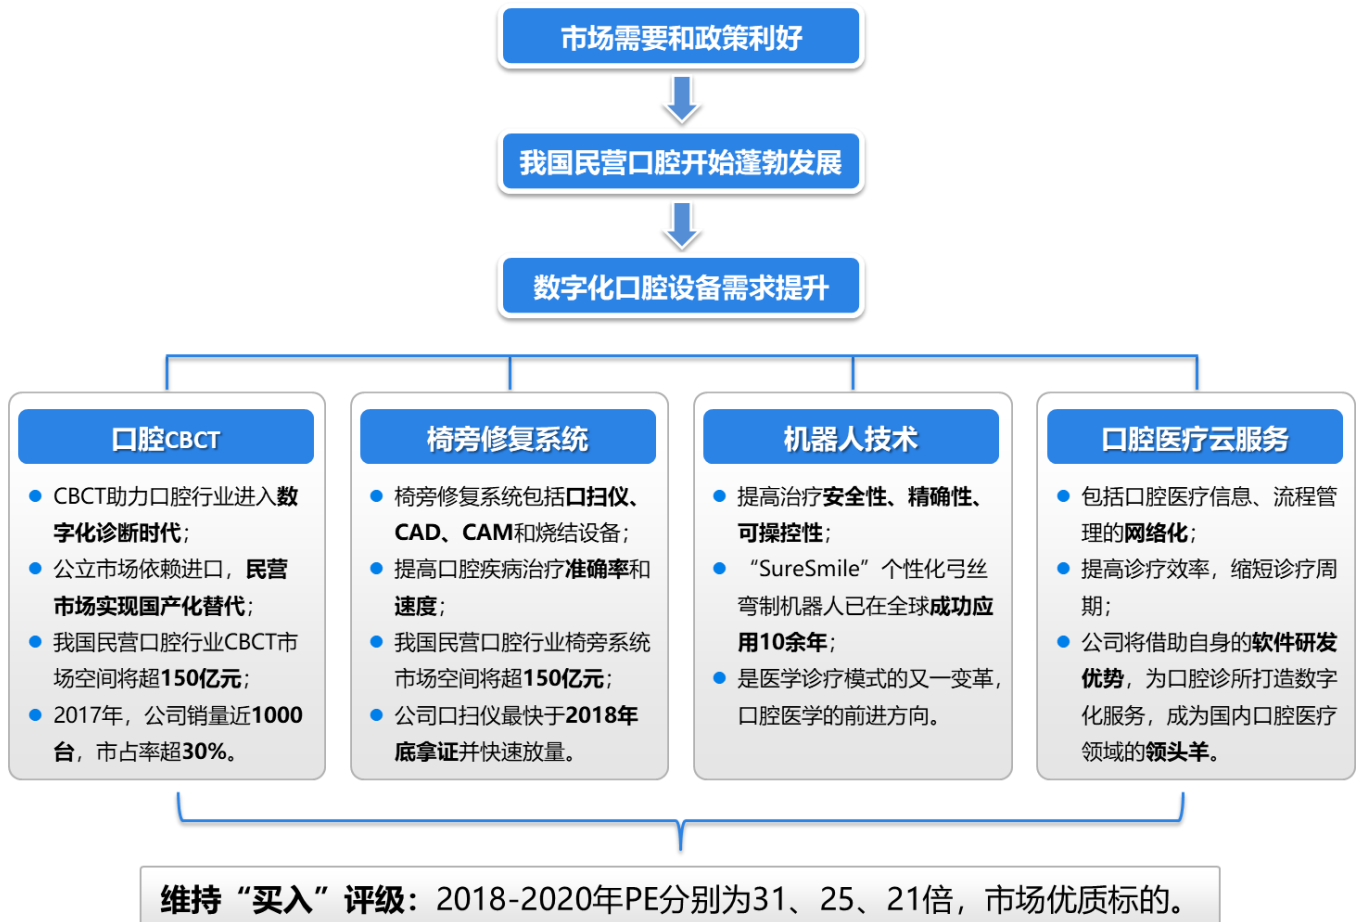 市场需要和政策利好
我国民营口腔开始蓬勃发展
数字化口腔设备需求提升
口腔CBCT
CBCT助力口腔行业进入数
字化诊断时代；
公立市场依赖进口，民营
市场实现国产化替代；
我国民营口腔行业CBCT市
场空间将超150亿元；
2017年，公司销量近1000
台，市占率超30%。
椅旁修复系统
椅旁修复系统包括口扫仪、
CAD、CAM和烧结设备；
提高口腔疾病治疗准确率和
速度；
我国民营口腔行业椅旁系统
市场空间将超150亿元；
公司口扫仪最快于2018年
底拿证并快速放量。
机器人技术
提高治疗安全性、精确性、
可操控性；
“SureSmile”个性化弓丝
弯制机器人已在全球成功应
用10余年；
是医学诊疗模式的又一变革，
口腔医学的前进方向。
口腔医疗云服务
包括口腔医疗信息、流程管
理的网络化；
提高诊疗效率，缩短诊疗周
期；
公司将借助自身的软件研发
优势，为口腔诊所打造数字
化服务，成为国内口腔医疗
领域的领头羊。
维持“买入”评级：2018-2020年PE分别为31、25、21倍，市场优质标的。